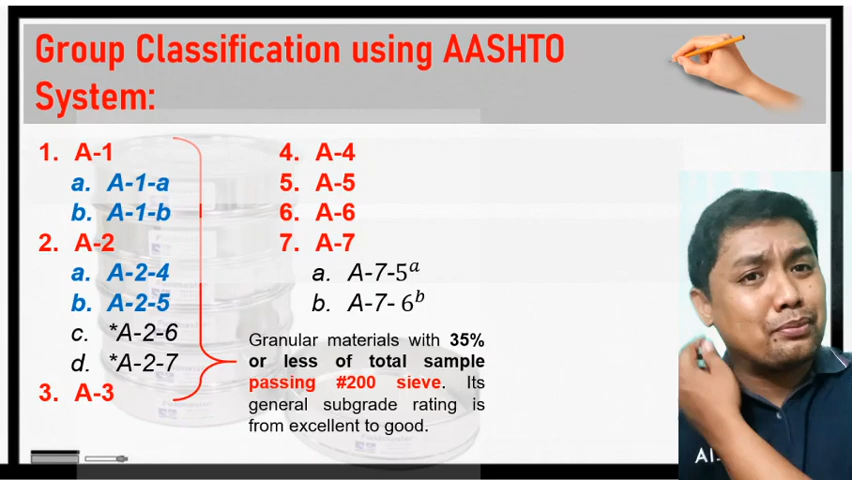 Group Classification using AASHTO
System:
1. A-1
a. A-1-a
b. A-1-b
2. A-2
a. A-2-4
b. A-2-5
c. *A-2-6
d. *A-2-7
3. A-3
4. A-4
5. A-5
6. A-6
7. A-7
a. A-7-5ᵃ
b. A-7- 6ᵇ
Granular materials with 35%
or less of total sample
passing #200 sieve. Its
general subgrade rating is
from excellent to good.